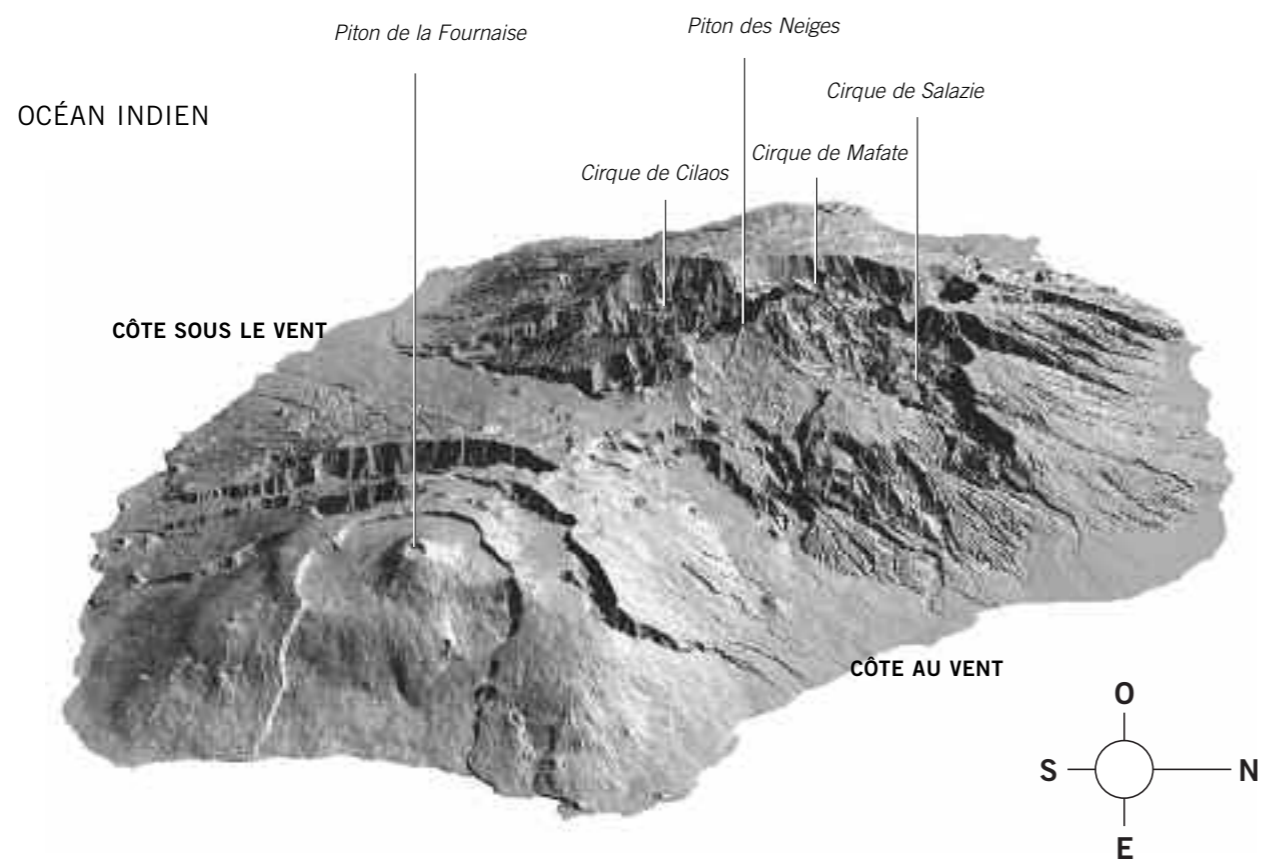 Piton de la Fournaise
Piton des Neiges
OCÉAN INDIEN
Cirque de Salazie
Cirque de Mafate
Cirque de Cilaos
CÔTE SOUS LE VENT
CÔTE AU VENT
O
S
N
E